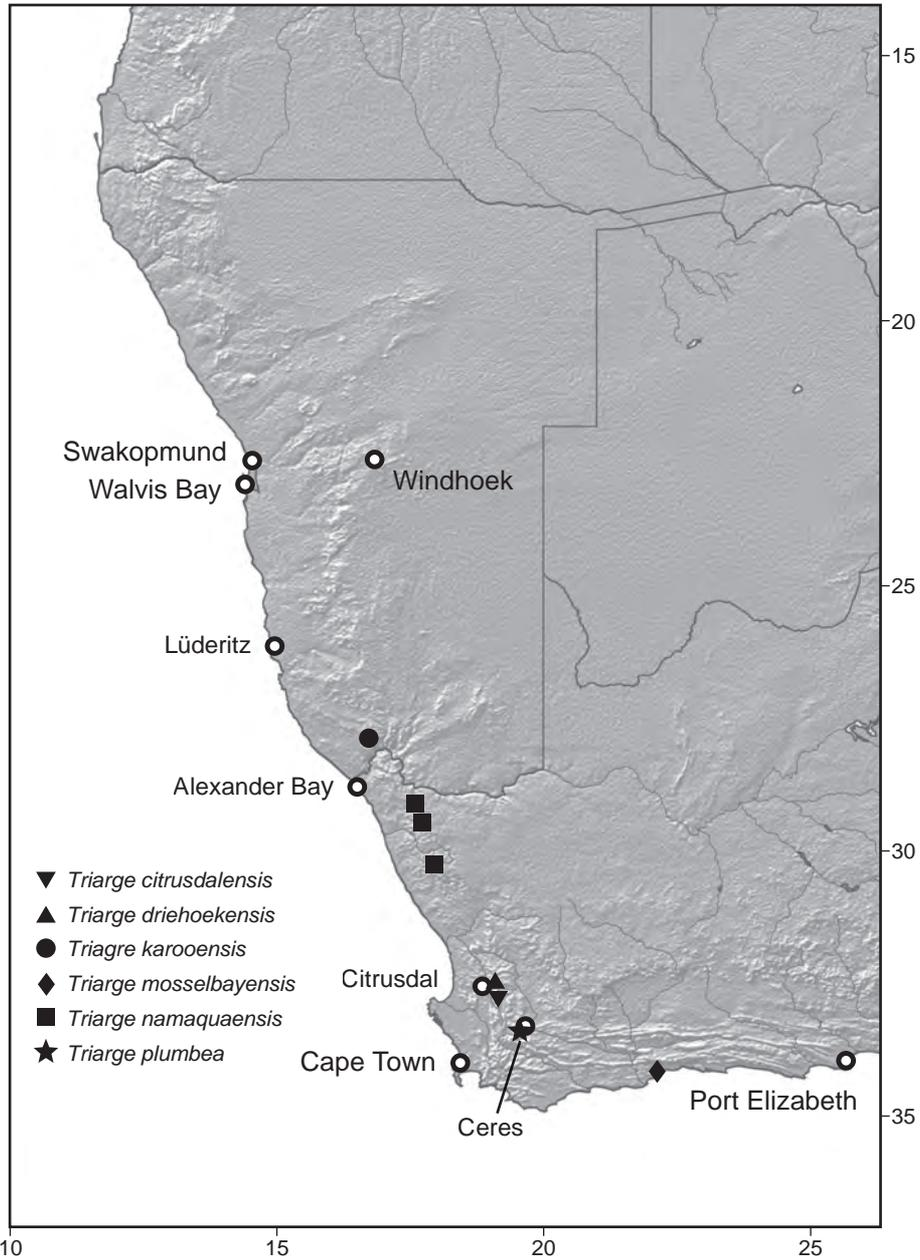 15
20
Swakopmund
Windhoek
Walvis Bay
25
Lüderitz
Alexander Bay
30
Triarge citrusdalensis
Triarge driehoekensis
Triagre karooensis
Triarge mosselbayensis
Triarge namaquaensis
Triarge plumbea
Citrusdal
Cape Town
Port Elizabeth
Ceres
35
10 15 20 25